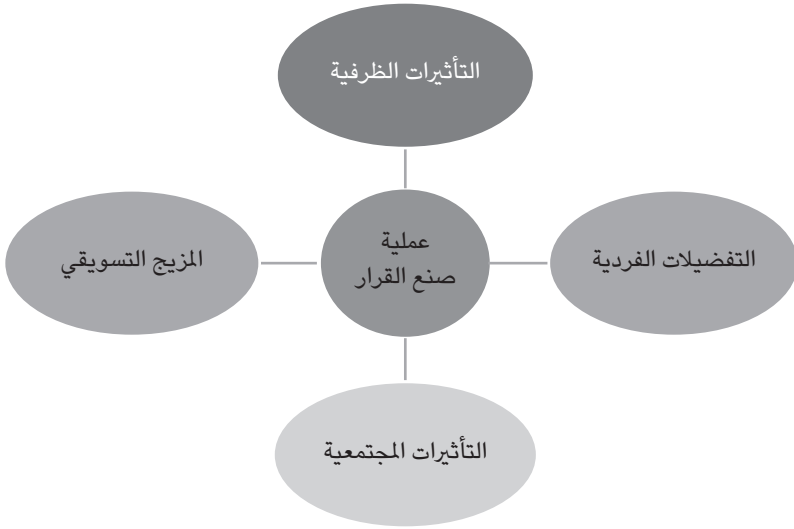 التأثيرات الظرفية
التفضيلات الفردية
عملية
صنع القرار
المزيج التسويقي
التأثيرات المجتمعية